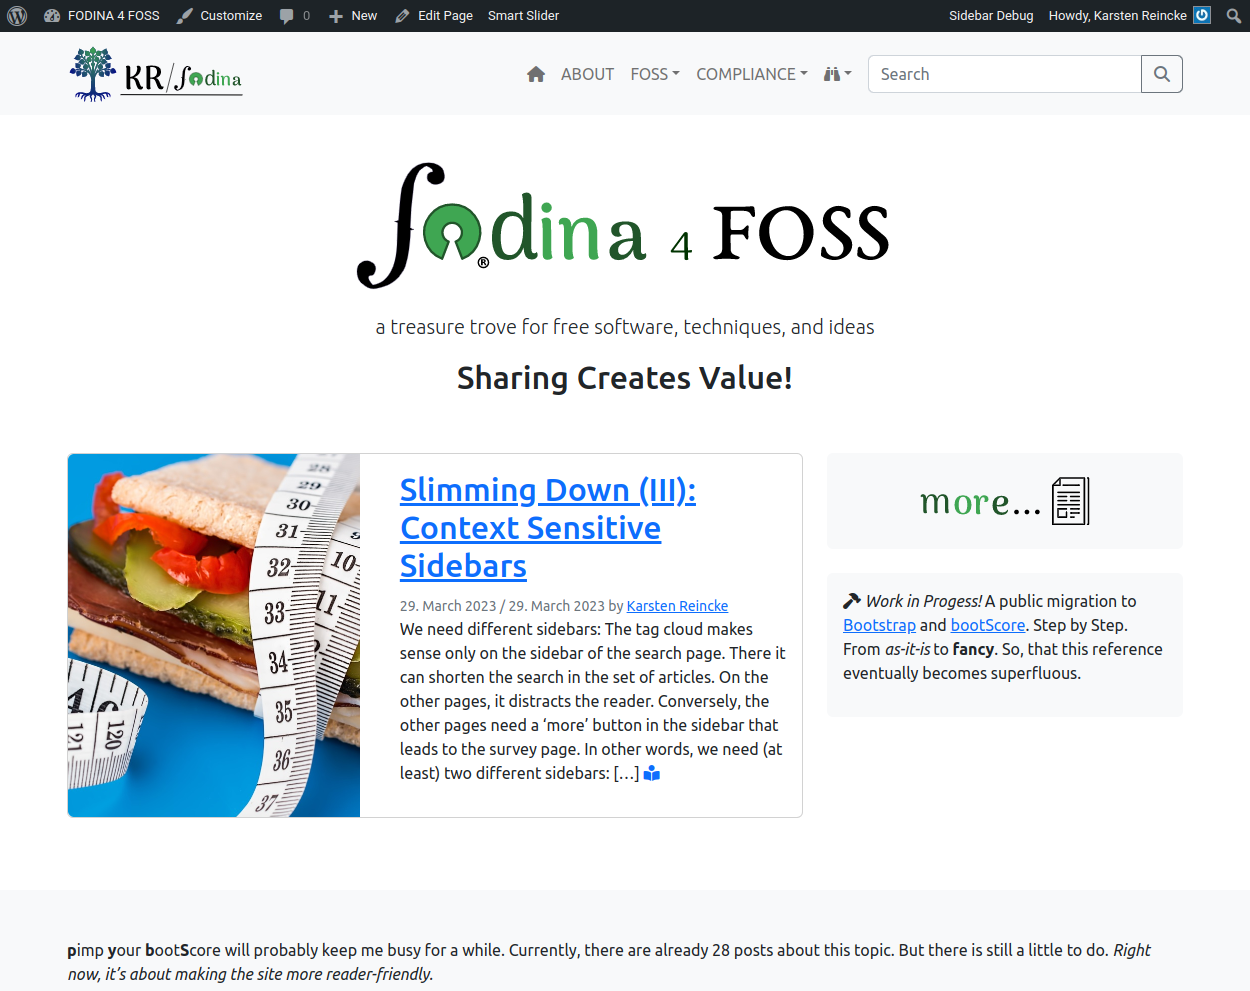 FODINA 4 FOSS Customize 0 New Edit Page Smart Slider Sidebar Debug Howdy, Karsten Reincke
KR/fodina
ABOUT FOSS COMPLIANCE Search
fodina 4 FOSS
®
a treasure trove for free software, techniques, and ideas
Sharing Creates Value!
Slimming Down (III):
Context Sensitive
Sidebars
29. March 2023 / 29. March 2023 by Karsten Reincke
We need different sidebars: The tag cloud makes
sense only on the sidebar of the search page. There it
can shorten the search in the set of articles. On the
other pages, it distracts the reader. Conversely, the
other pages need a ‘more’ button in the sidebar that
leads to the survey page. In other words, we need (at
least) two different sidebars: […]
28
29
30
31
32
33
34
35
36
37
9
10
11
120
121
more...
Work in Progess! A public migration to
Bootstrap and bootScore. Step by Step.
From as-it-is to fancy. So, that this reference
eventually becomes superfluous.
pimp your bootScore will probably keep me busy for a while. Currently, there are already 28 posts about this topic. But there is still a little to do. Right
now, it's about making the site more reader-friendly.